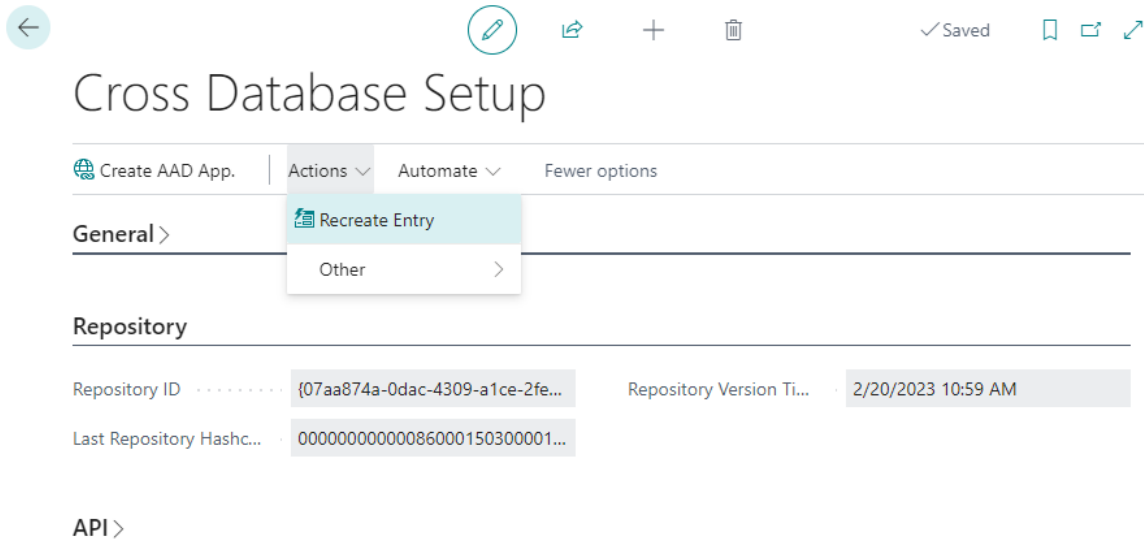 Saved
Cross Database Setup
Create AAD App. Actions Automate Fewer options
Recreate Entry
General
Other
Repository
Repository ID {07aa874a-0dac-4309-a1ce-2fe... Repository Version Ti... 2/20/2023 10:59 AM
Last Repository Hashc... 00000000000086000150300001...
API